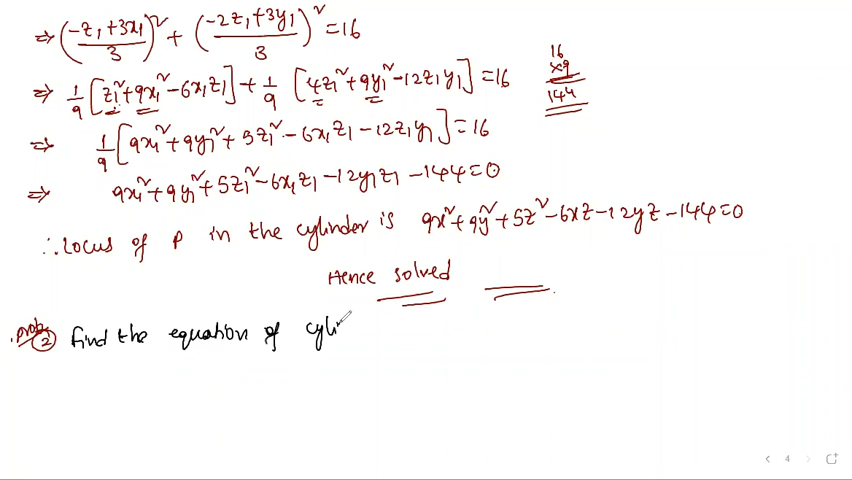 ⇒ ((-z₁+3x₁)/3)² + ((-2z₁+3y₁)/3)² = 16
⇒ 1/9 [z₁²+9x₁²-6x₁z₁] + 1/9 [4z₁²+9y₁²-12z₁y₁] = 16
16
×9
144
⇒ 1/9 [9x₁²+9y₁²+5z₁²-6x₁z₁-12z₁y₁] = 16
⇒ 9x₁²+9y₁²+5z₁²-6x₁z₁-12y₁z₁-144=0
∴ Locus of P in the cylinder is 9x²+9y²+5z²-6xz-12yz-144=0
Hence solved
prob 2 Find the equation of cyli
4